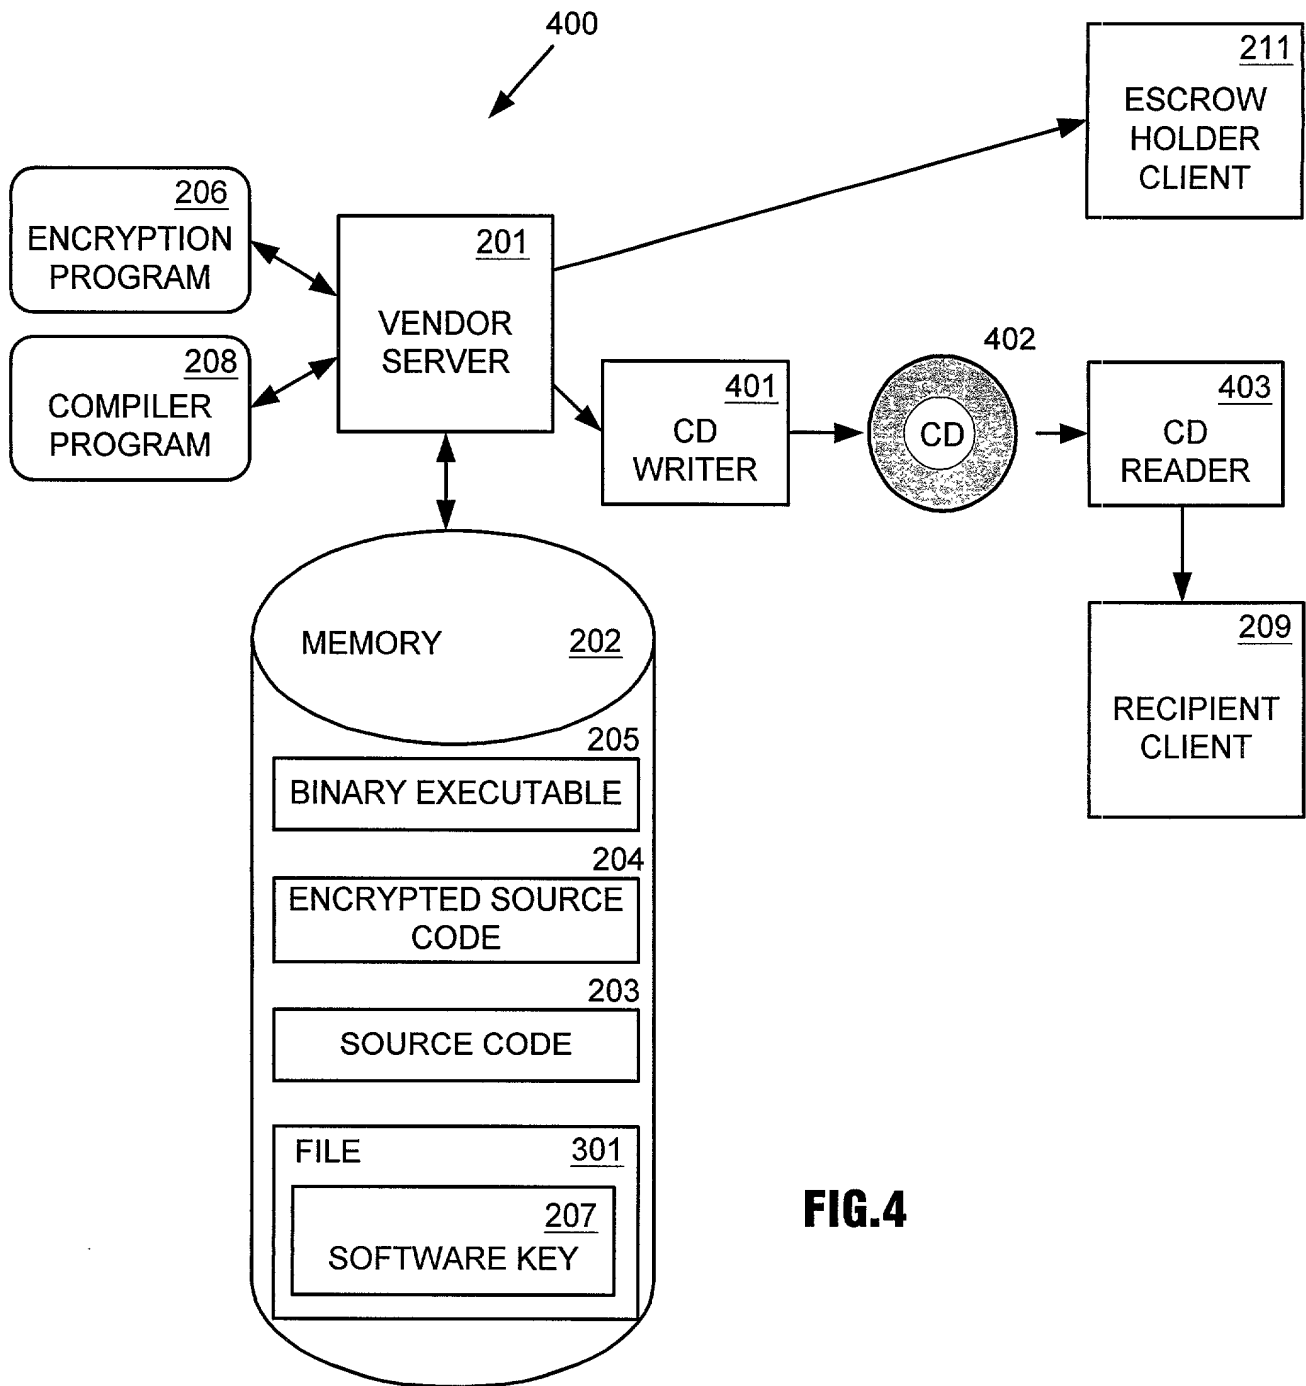 400
211
ESCROW
HOLDER
CLIENT
206
ENCRYPTION
PROGRAM
201
VENDOR
SERVER
208
COMPILER
PROGRAM
401
CD
WRITER
402
CD
403
CD
READER
209
RECIPIENT
CLIENT
MEMORY 202
205
BINARY EXECUTABLE
204
ENCRYPTED SOURCE
CODE
203
SOURCE CODE
FILE 301
207
SOFTWARE KEY
FIG.4